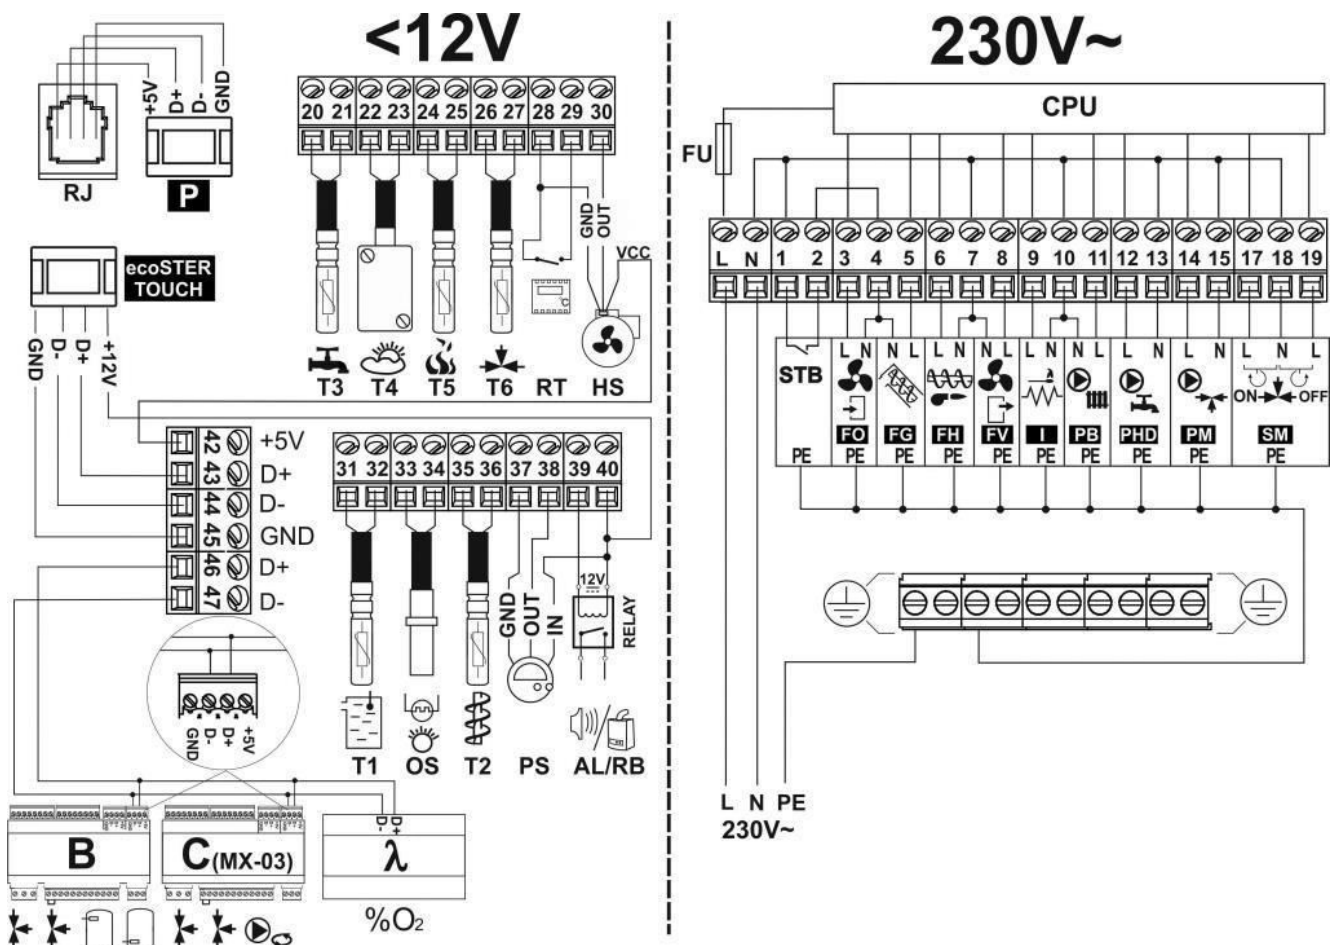 <12V
230V~
+5V
D+
D-
GND
RJ
P
20 21 22 23 24 25 26 27 28 29 30
GND
OUT
VCC
°C
T3 T4 T5 T6 RT HS
ecoSTER
TOUCH
GND
D-
D+
+12V
42 +5V
43 D+
44 D-
45 GND
46 D+
47 D-
31 32 33 34 35 36 37 38 39 40
GND
OUT
IN
12V
RELAY
T1 OS T2 PS AL/RB
GND
D-
D+
+5V
B
C(MX-03)
D-
D+
λ
%O₂
CPU
FU
L N 1 2 3 4 5 6 7 8 9 10 11 12 13 14 15 17 18 19
L N N L L N N L L N N L L N L N L N L
STB
ON OFF
FO FG FH FV I PB PHD PM SM
PE PE PE PE PE PE PE PE PE PE
L N PE
230V~